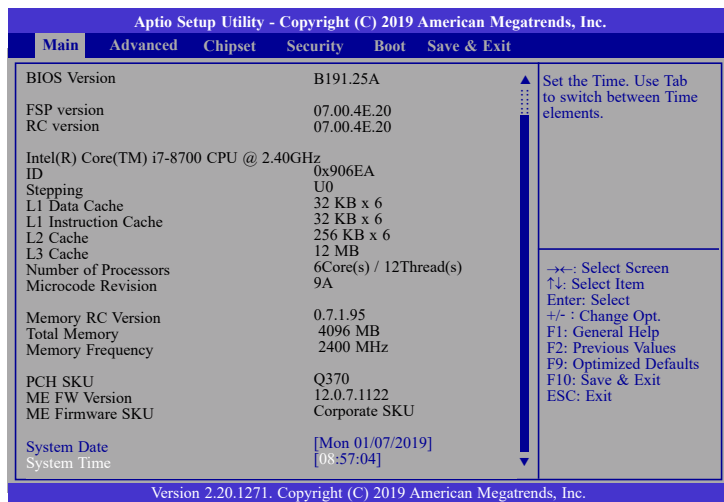 Aptio Setup Utility - Copyright (C) 2019 American Megatrends, Inc.
Main Advanced Chipset Security Boot Save & Exit
BIOS Version B191.25A
FSP version 07.00.4E.20
RC version 07.00.4E.20
Intel(R) Core(TM) i7-8700 CPU @ 2.40GHz
ID 0x906EA
Stepping U0
L1 Data Cache 32 KB x 6
L1 Instruction Cache 32 KB x 6
L2 Cache 256 KB x 6
L3 Cache 12 MB
Number of Processors 6Core(s) / 12Thread(s)
Microcode Revision 9A
Memory RC Version 0.7.1.95
Total Memory 4096 MB
Memory Frequency 2400 MHz
PCH SKU Q370
ME FW Version 12.0.7.1122
ME Firmware SKU Corporate SKU
System Date [Mon 01/07/2019]
System Time [08:57:04]
Set the Time. Use Tab
to switch between Time
elements.
→←: Select Screen
↑↓: Select Item
Enter: Select
+/- : Change Opt.
F1: General Help
F2: Previous Values
F9: Optimized Defaults
F10: Save & Exit
ESC: Exit
Version 2.20.1271. Copyright (C) 2019 American Megatrends, Inc.